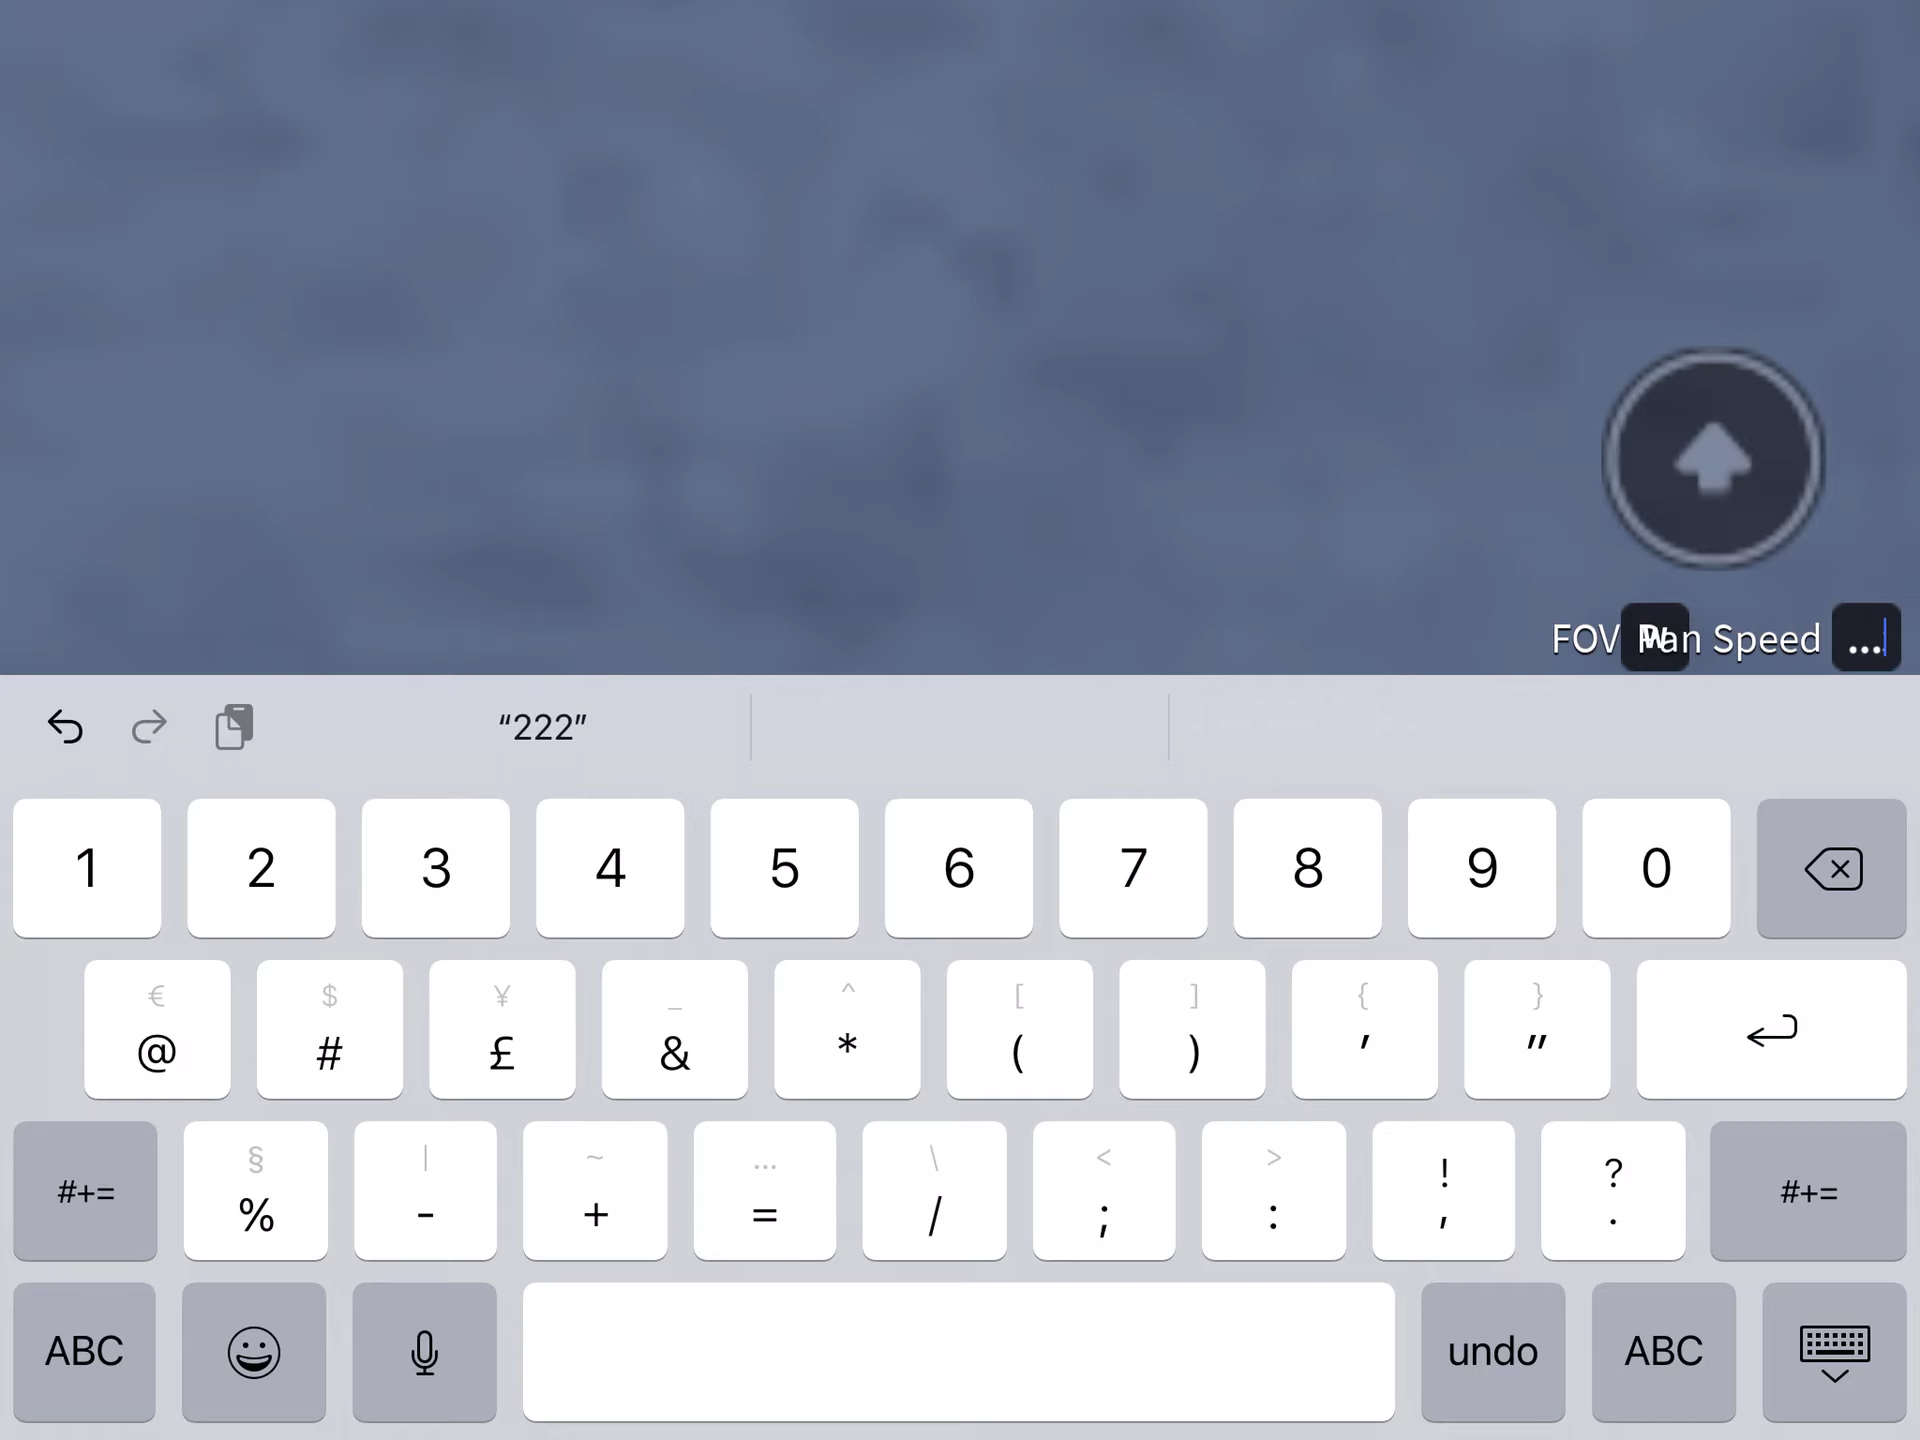 FOV W Pan Speed ...
“222”
1 2 3 4 5 6 7 8 9 0
€ $ ¥ _ ^ [ ] { }
@ # £ & * ( ) ' "
§ | ~ … \ < > ! ?
#+= % - + = / ; : , . #+=
ABC undo ABC